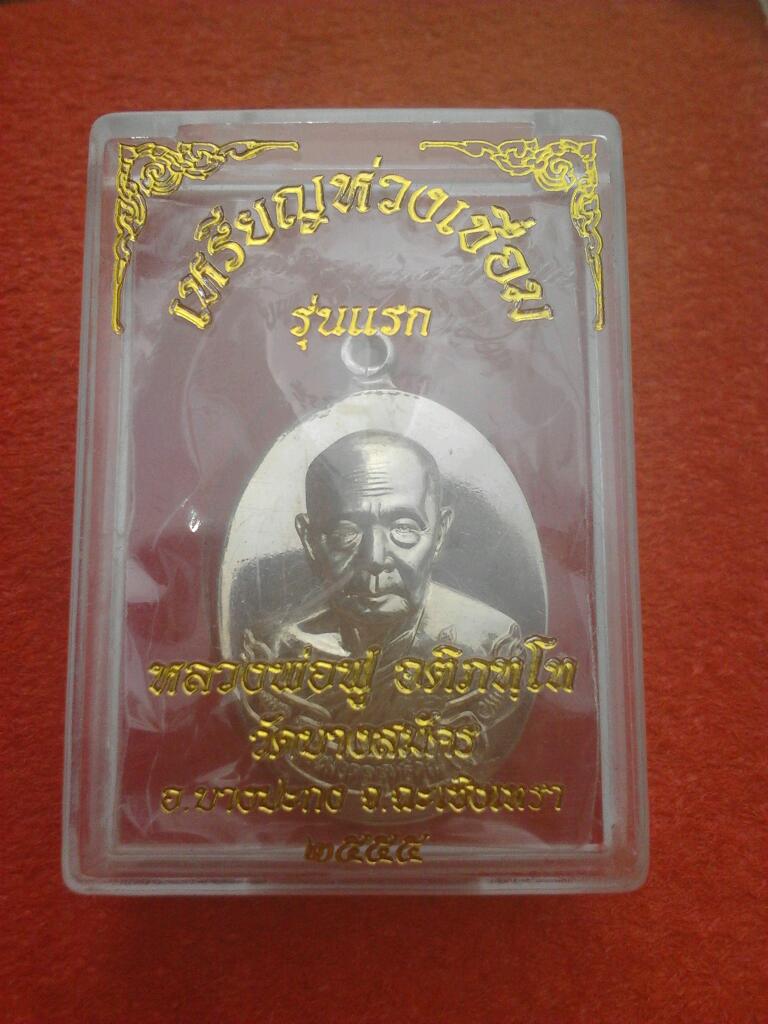 เหรียญห่วงเชื่อม
รุ่นแรก
หลวงพ่อฟู อติภทฺโท
วัดบางสมัคร
อ.บางปะกง จ.ฉะเชิงเทรา
๒๕๕๕